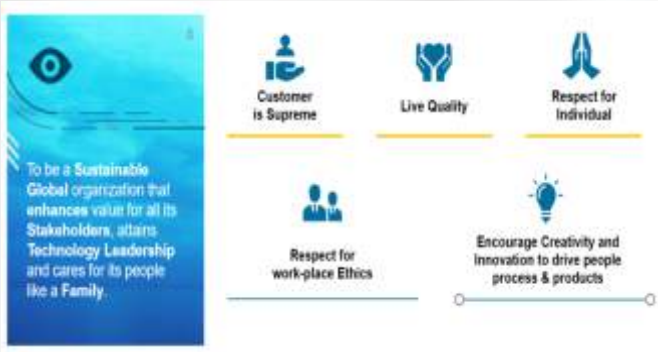 To be a Sustainable
Global organization that
enhances value for all its
Stakeholders, attains
Technology Leadership
and cares for its people
like a Family.
Customer
is Supreme
Live Quality
Respect for
Individual
Respect for
work-place Ethics
Encourage Creativity and
Innovation to drive people
process & products